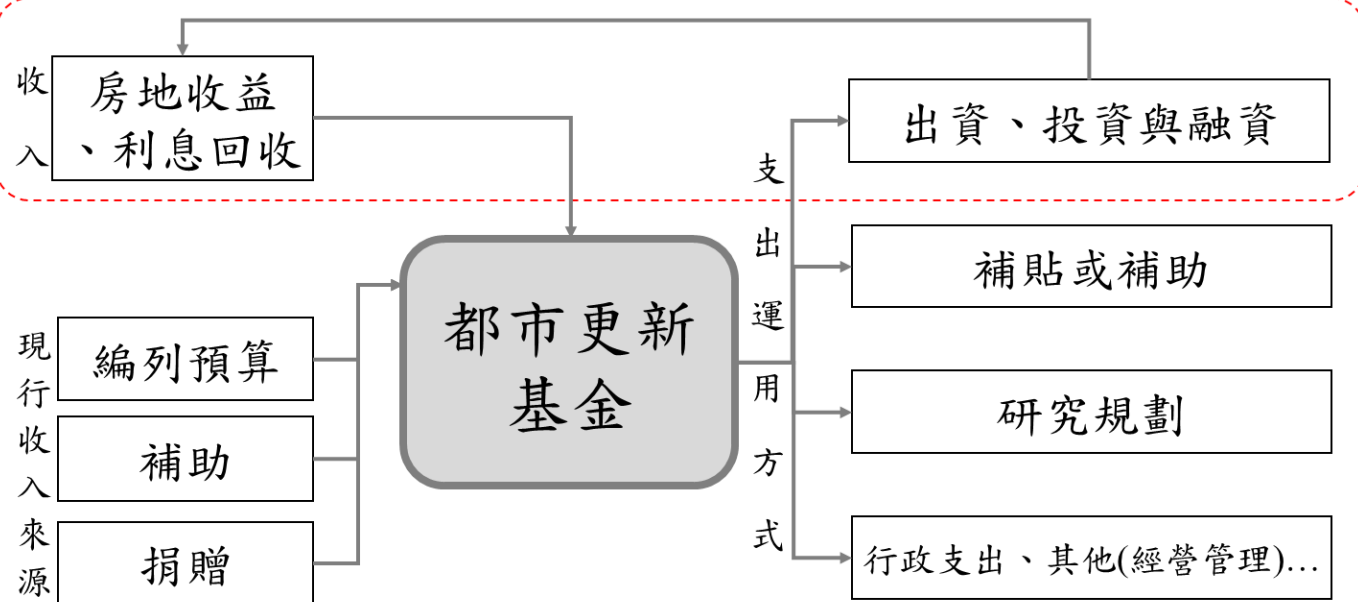 收入
房地收益
、利息回收
出資、投資與融資
現行收入來源
編列預算
補助
捐贈
都市更新
基金
支出運用方式
補貼或補助
研究規劃
行政支出、其他(經營管理)…